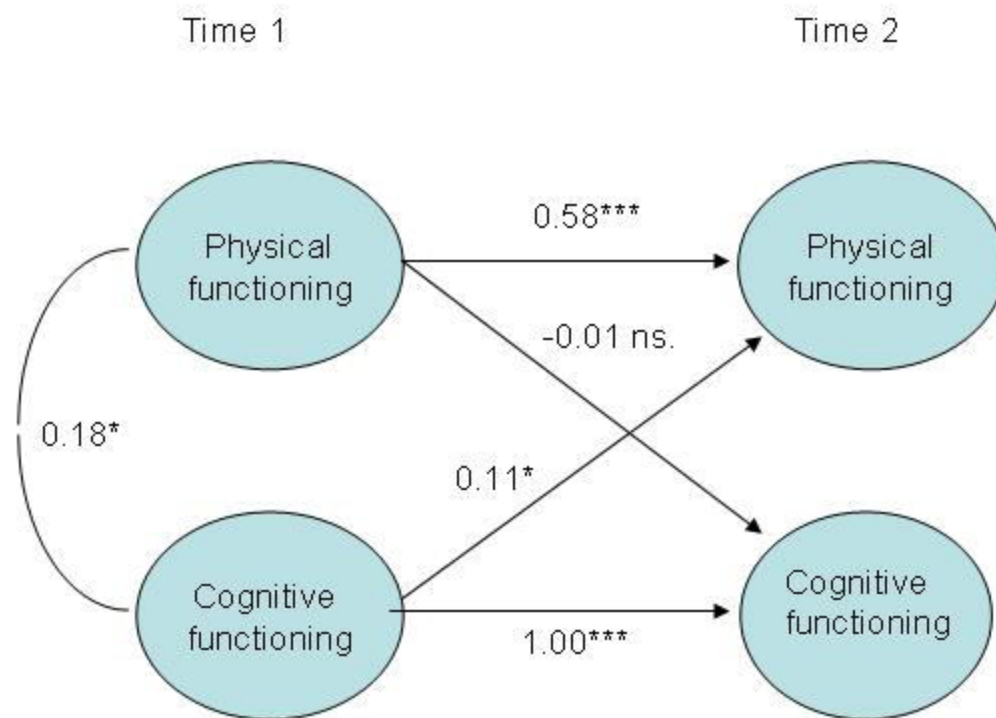 Time 1
Time 2
Physical
functioning
0.58***
Physical
functioning
-0.01 ns.
0.18*
0.11*
Cognitive
functioning
1.00***
Cognitive
functioning